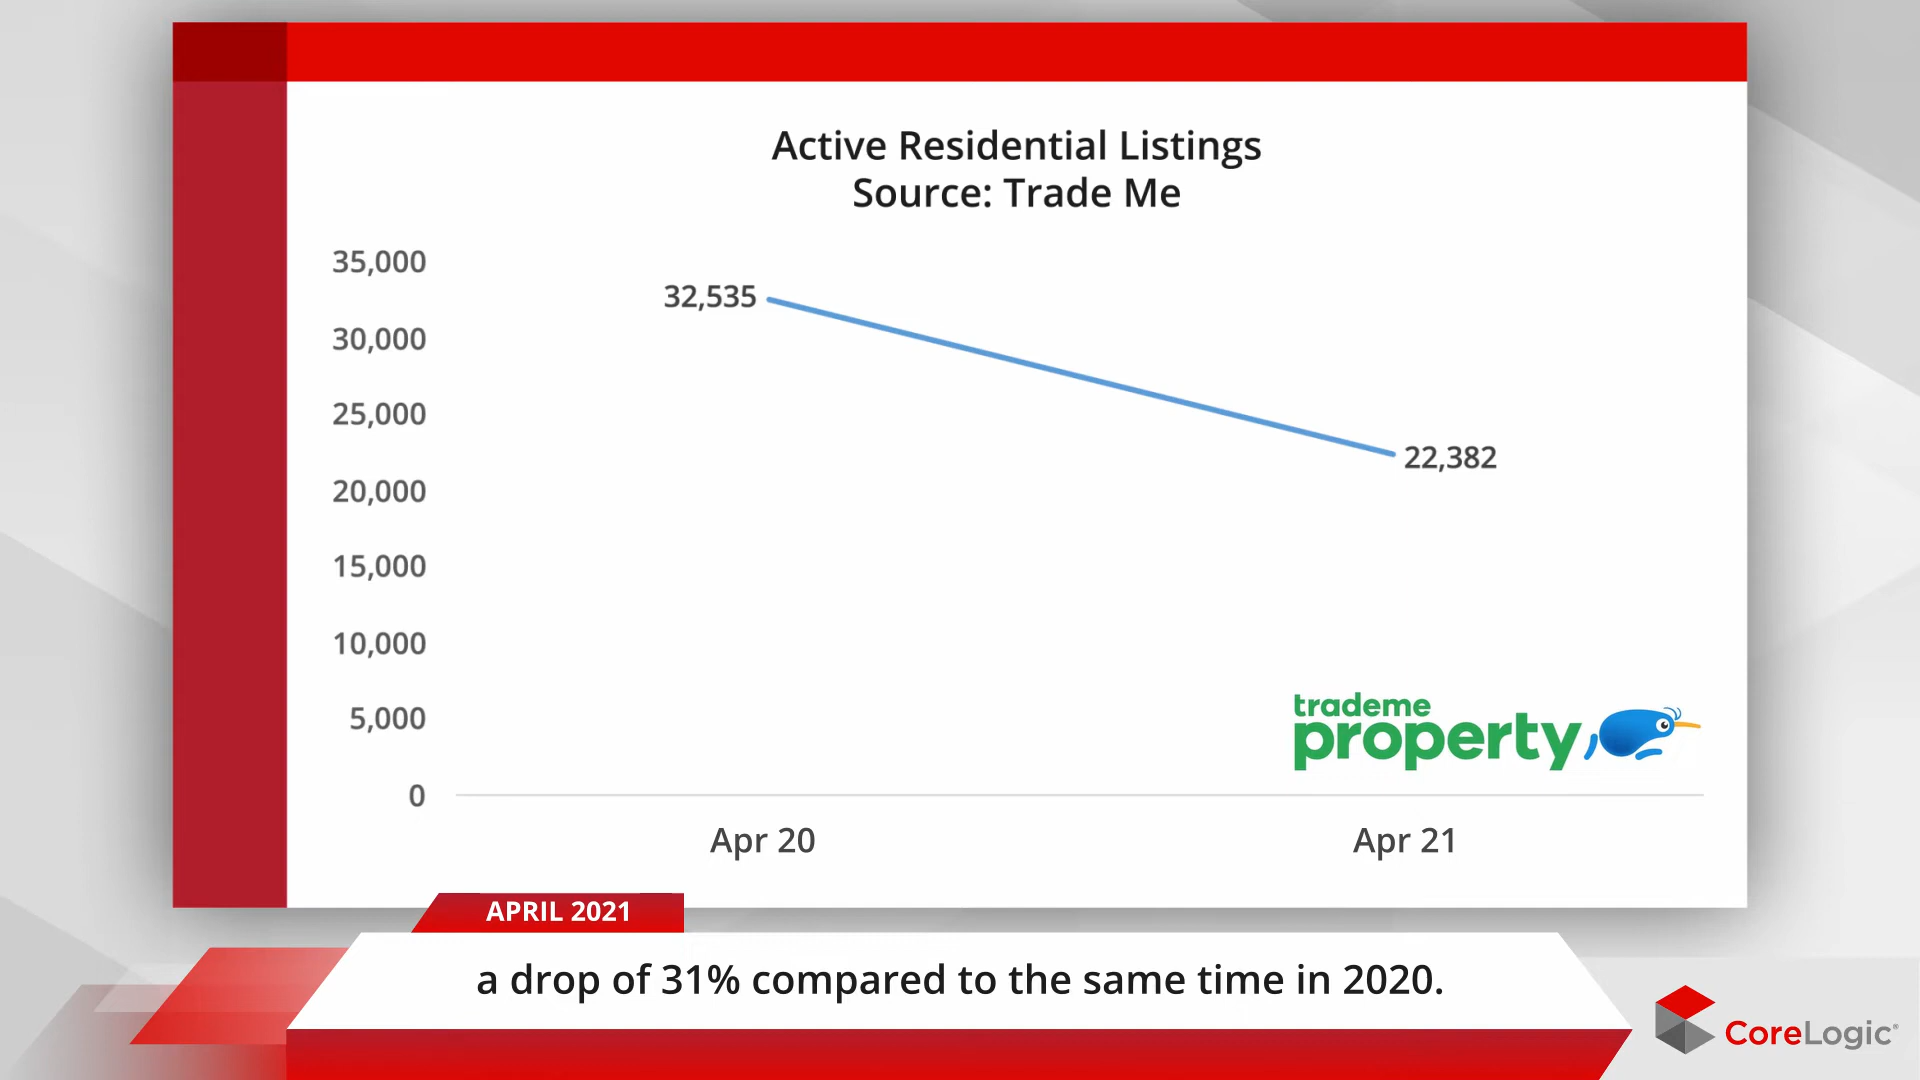 Active Residential Listings
Source: Trade Me
35,000
30,000
25,000
20,000
15,000
10,000
5,000
0
32,535
22,382
Apr 20
Apr 21
trademe
property
APRIL 2021
a drop of 31% compared to the same time in 2020.
CoreLogic®